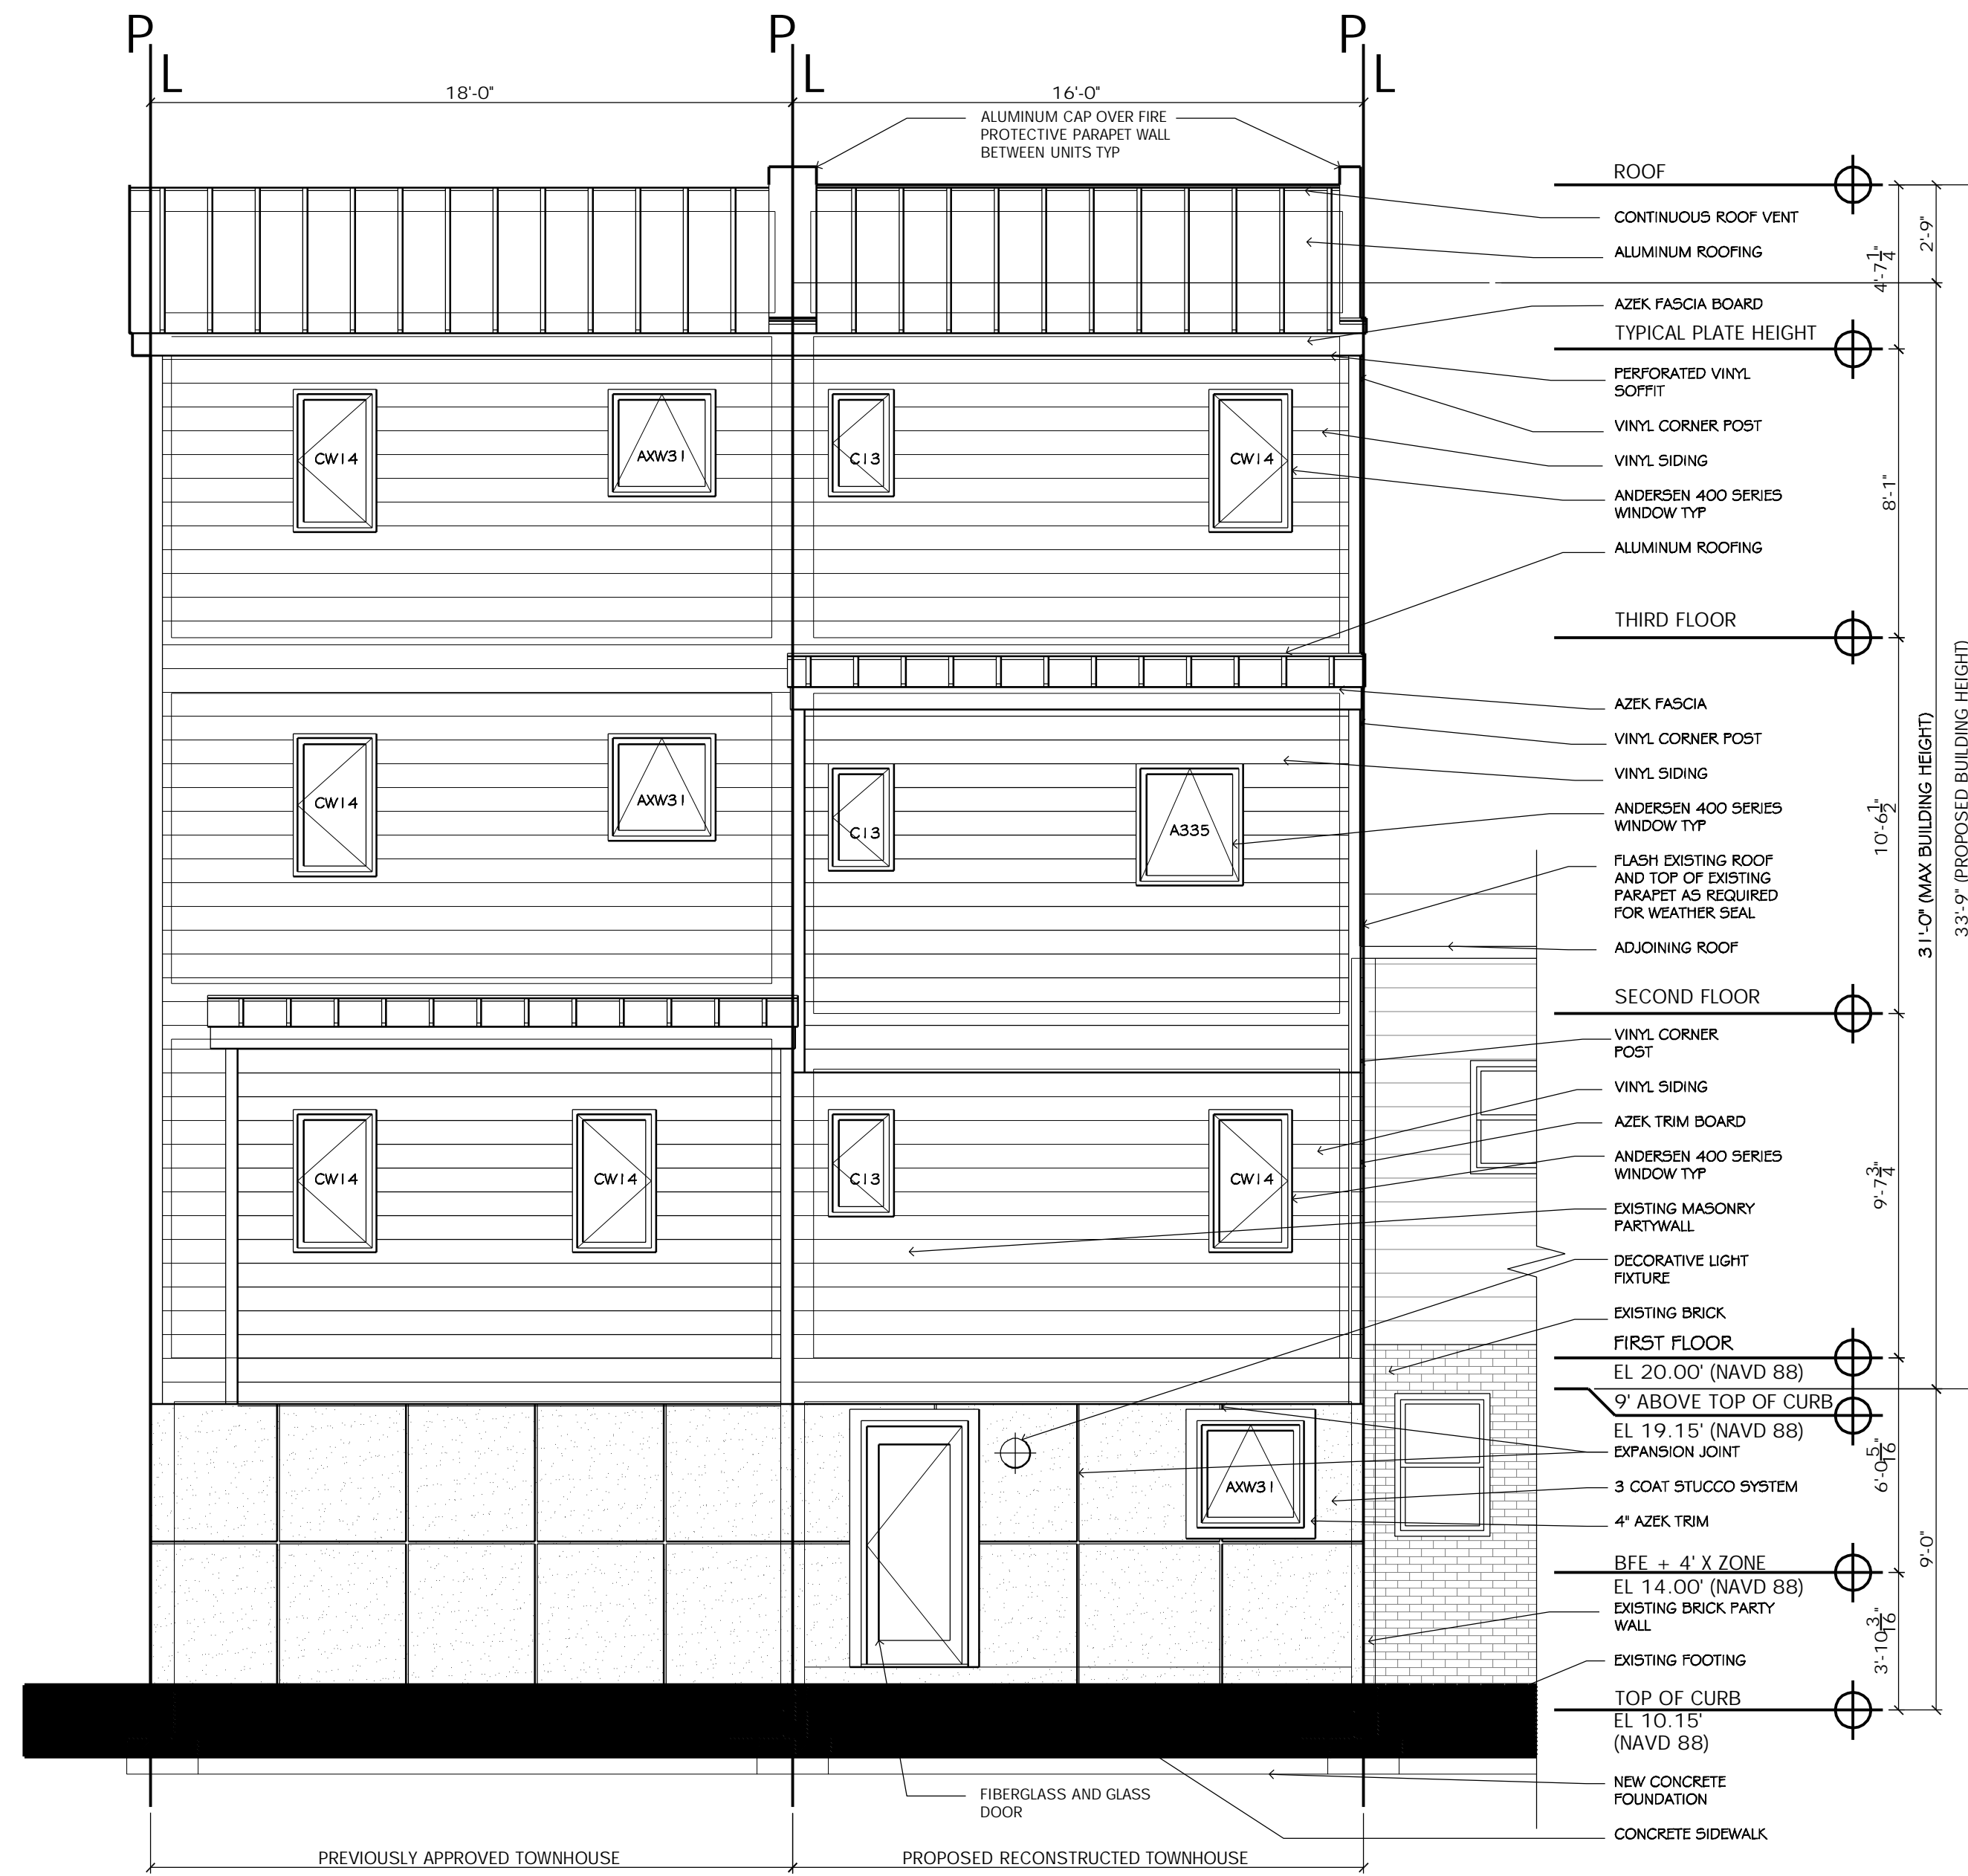 P
L
P
L
P
L
18'-0"
16'-0"
ALUMINUM CAP OVER FIRE
PROTECTIVE PARAPET WALL
BETWEEN UNITS TYP
ROOF
CONTINUOUS ROOF VENT
ALUMINUM ROOFING
AZEK FASCIA BOARD
TYPICAL PLATE HEIGHT
PERFORATED VINYL
SOFFIT
VINYL CORNER POST
VINYL SIDING
ANDERSEN 400 SERIES
WINDOW TYP
ALUMINUM ROOFING
THIRD FLOOR
AZEK FASCIA
VINYL CORNER POST
VINYL SIDING
ANDERSEN 400 SERIES
WINDOW TYP
FLASH EXISTING ROOF
AND TOP OF EXISTING
PARAPET AS REQUIRED
FOR WEATHER SEAL
ADJOINING ROOF
SECOND FLOOR
VINYL CORNER
POST
VINYL SIDING
AZEK TRIM BOARD
ANDERSEN 400 SERIES
WINDOW TYP
EXISTING MASONRY
PARTYWALL
DECORATIVE LIGHT
FIXTURE
EXISTING BRICK
FIRST FLOOR
EL 20.00' (NAVD 88)
9' ABOVE TOP OF CURB
EL 19.15' (NAVD 88)
EXPANSION JOINT
3 COAT STUCCO SYSTEM
4" AZEK TRIM
BFE + 4' X ZONE
EL 14.00' (NAVD 88)
EXISTING BRICK PARTY
WALL
EXISTING FOOTING
TOP OF CURB
EL 10.15'
(NAVD 88)
NEW CONCRETE
FOUNDATION
CONCRETE SIDEWALK
CW14
AXW31
C13
CW14
CW14
AXW31
C13
A335
CW14
CW14
C13
CW14
AXW31
FIBERGLASS AND GLASS
DOOR
PREVIOUSLY APPROVED TOWNHOUSE
PROPOSED RECONSTRUCTED TOWNHOUSE
4'-7 1/4"
8'-1"
10'-6 1/2"
9'-7 3/4"
6'-0 5/16"
3'-10 3/16"
2'-9"
31'-0" (MAX BUILDING HEIGHT)
9'-0"
33'-9" (PROPOSED BUILDING HEIGHT)